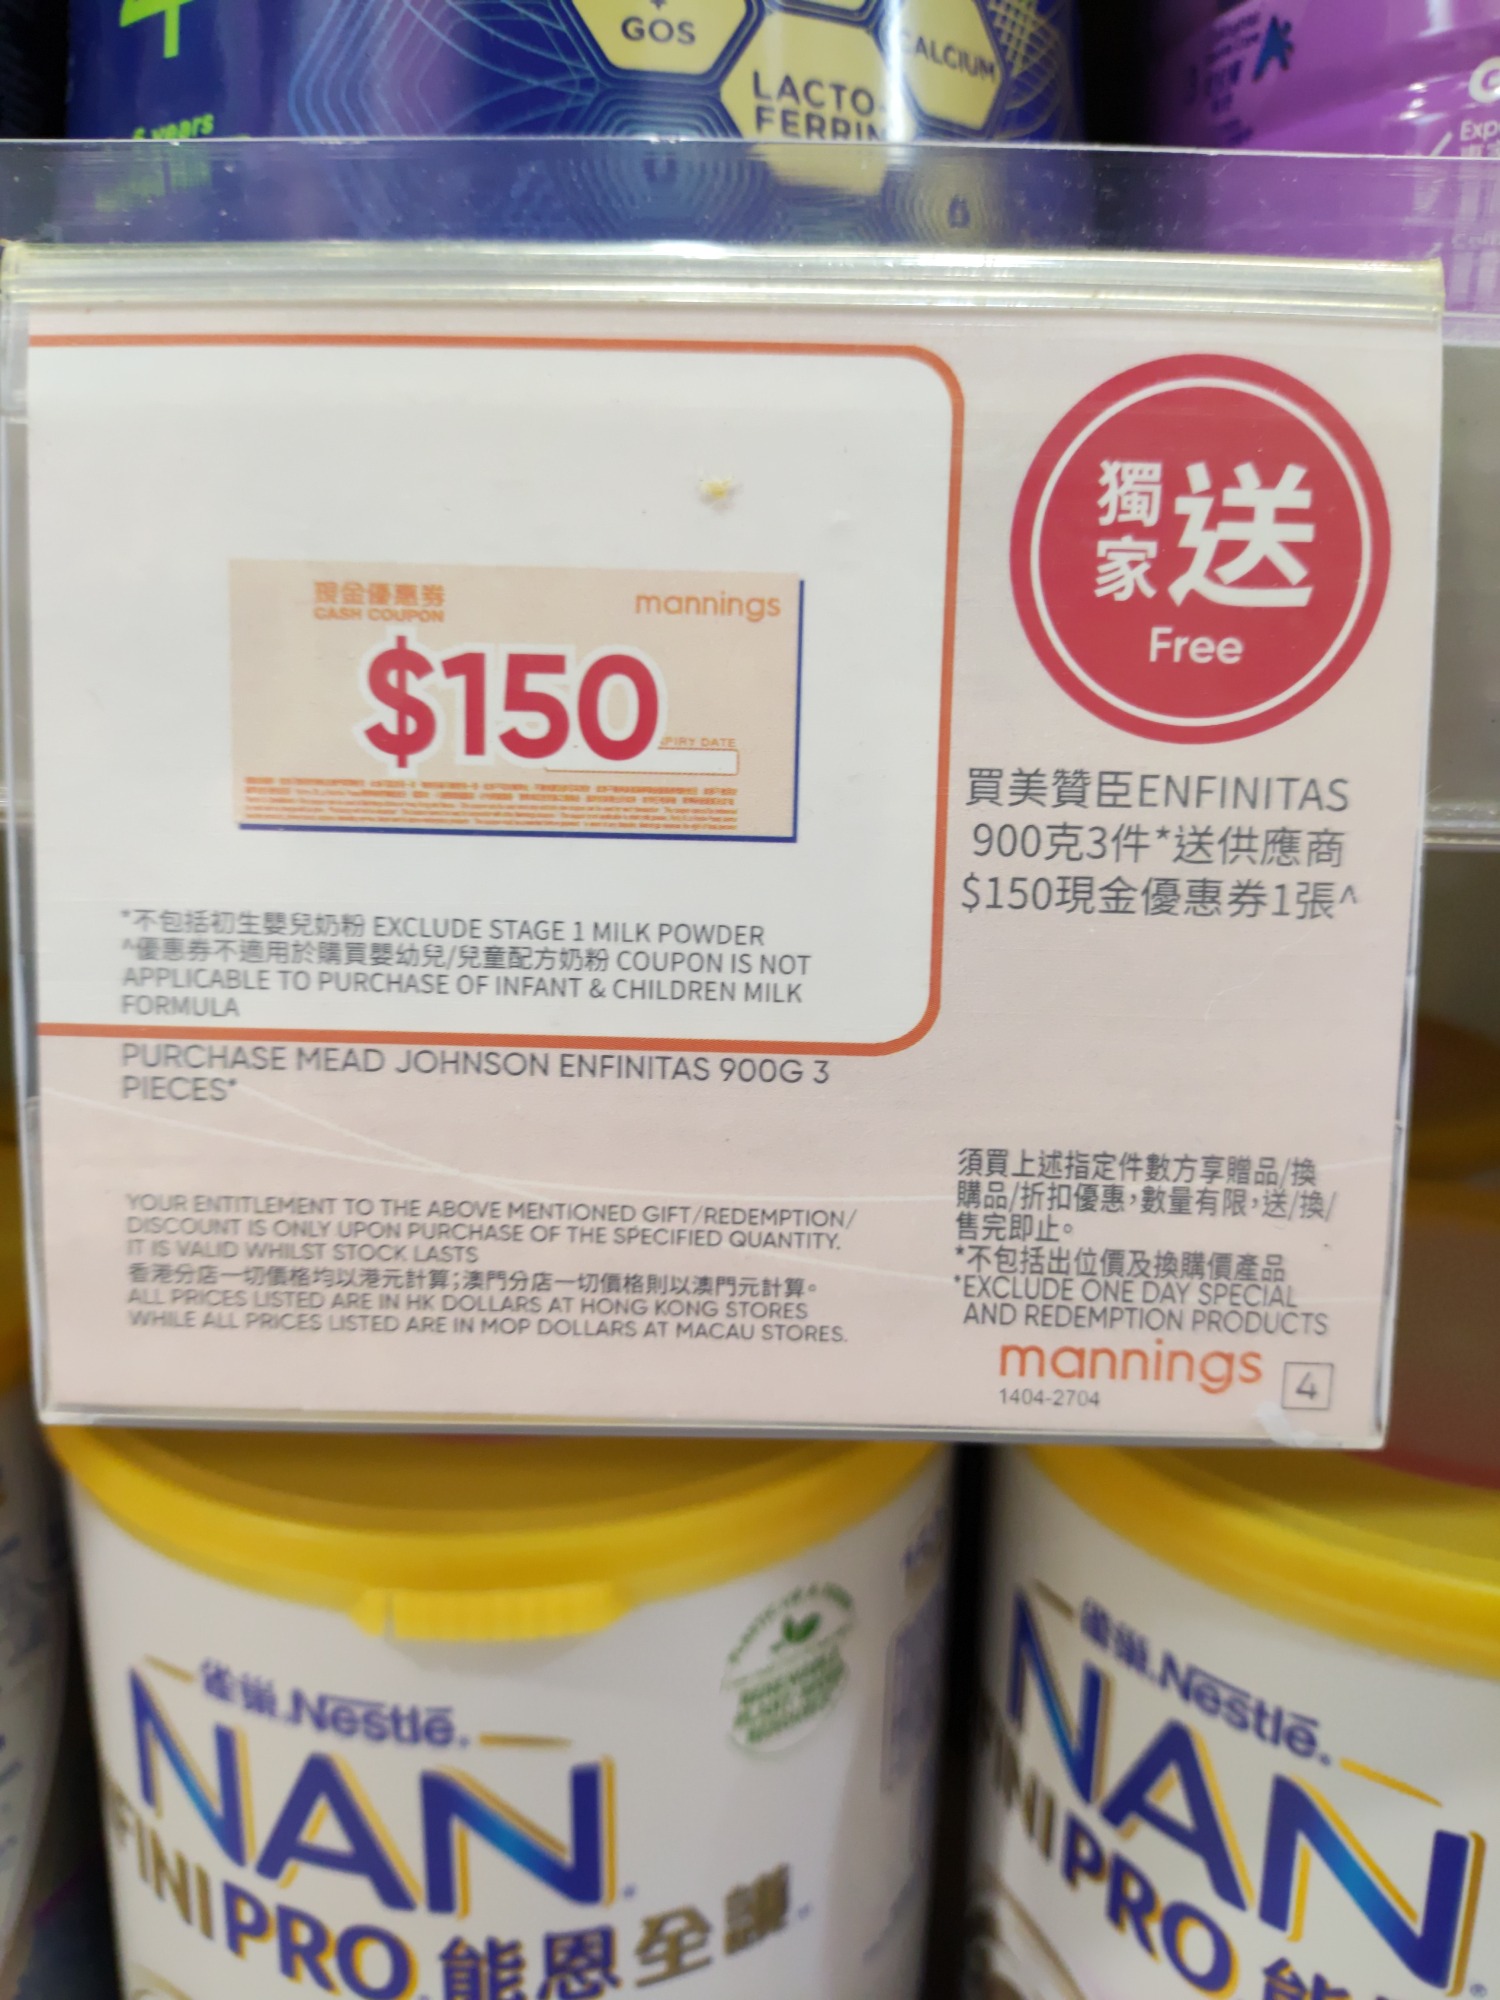 GOS
CALCIUM
LACTO-
FERRIN
6 years
獨家
送
Free
現金優惠券
CASH COUPON
mannings
$150
PIRY DATE
買美贊臣ENFINITAS
900克3件*送供應商
$150現金優惠券1張^
*不包括初生嬰兒奶粉 EXCLUDE STAGE 1 MILK POWDER
^優惠券不適用於購買嬰幼兒/兒童配方奶粉 COUPON IS NOT
APPLICABLE TO PURCHASE OF INFANT & CHILDREN MILK
FORMULA
PURCHASE MEAD JOHNSON ENFINITAS 900G 3
PIECES*
YOUR ENTITLEMENT TO THE ABOVE MENTIONED GIFT/REDEMPTION/
DISCOUNT IS ONLY UPON PURCHASE OF THE SPECIFIED QUANTITY.
IT IS VALID WHILST STOCK LASTS
香港分店一切價格均以港元計算;澳門分店一切價格則以澳門元計算。
ALL PRICES LISTED ARE IN HK DOLLARS AT HONG KONG STORES
WHILE ALL PRICES LISTED ARE IN MOP DOLLARS AT MACAU STORES.
須買上述指定件數方享贈品/換
購品/折扣優惠,數量有限,送/換/
售完即止。
*不包括出位價及換購價產品
*EXCLUDE ONE DAY SPECIAL
AND REDEMPTION PRODUCTS
mannings
1404-2704
4
雀巢.Nestlé.
NAN
FINIPRO 能恩全護
雀巢.Nestlé.
NAN
INIPRO 能